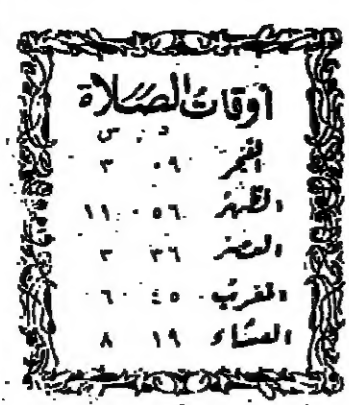 أوقات الصلاة
د . س
الفجر ٠٩ ٣
الظهر ٥٦ ١١
العصر ٣٦ ٣
المغرب ٤٥ ٦
العشاء ١٩ ٨